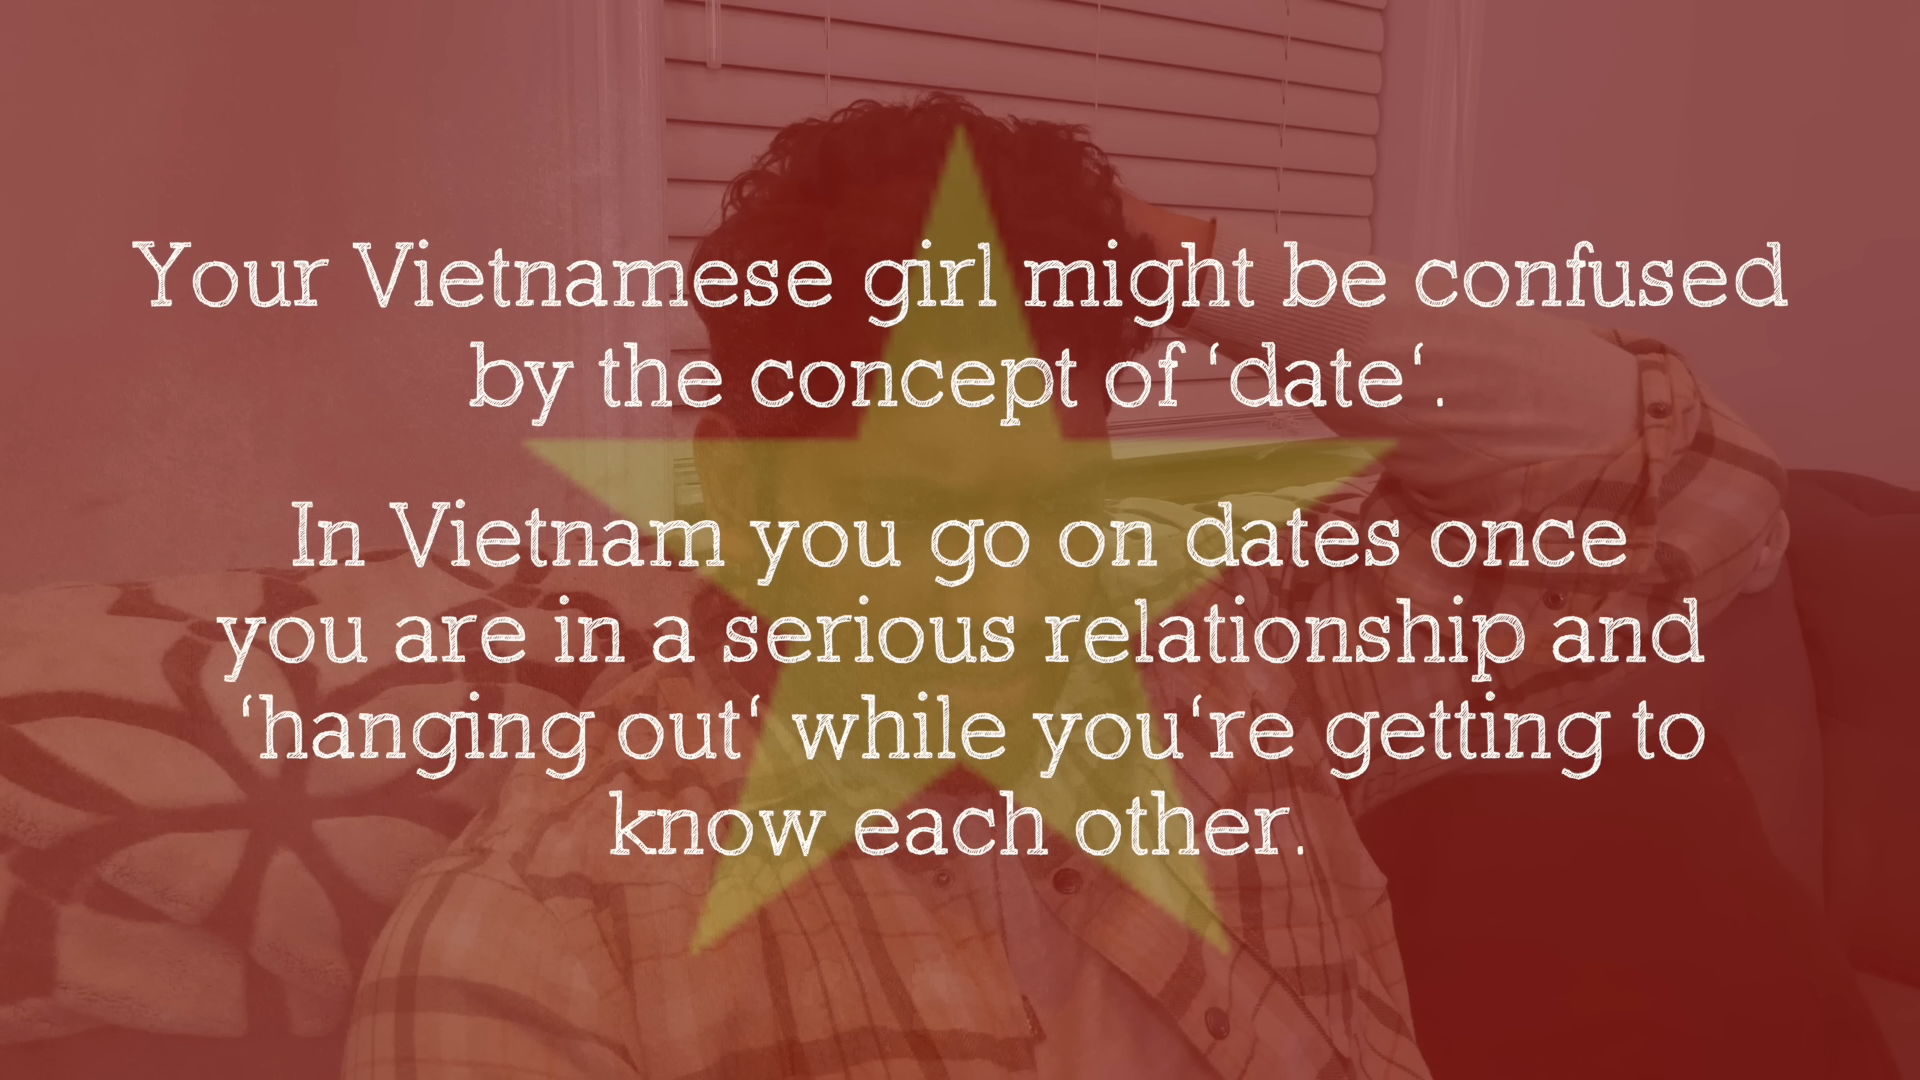 Your Vietnamese girl might be confused
by the concept of ‘date‘.
In Vietnam you go on dates once
you are in a serious relationship and
‘hanging out‘ while you‘re getting to
know each other.